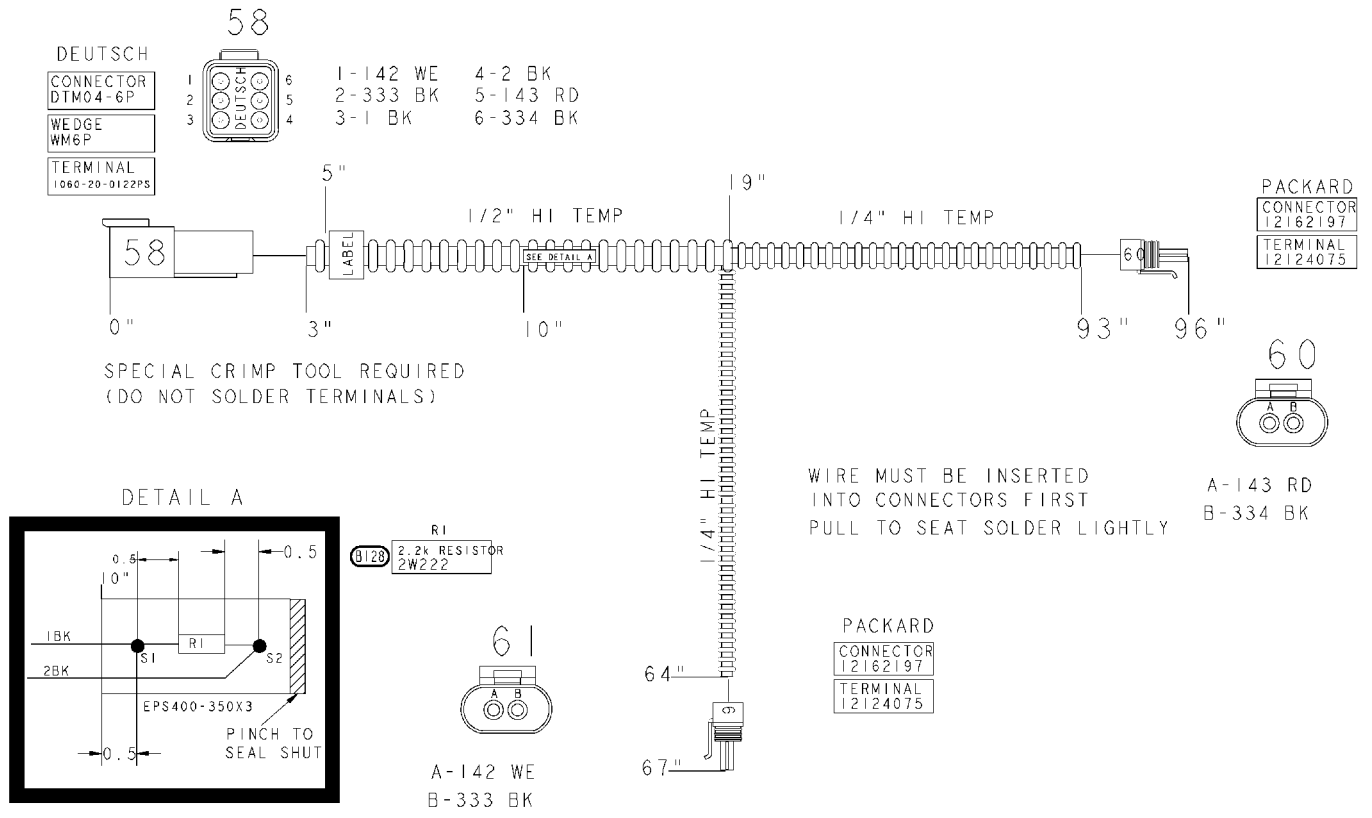 58
DEUTSCH
CONNECTOR
DTM04-6P
WEDGE
WM6P
TERMINAL
1060-20-0122PS
1
2
3
DEUTSCH
6
5
4
1-142 WE 4-2 BK
2-333 BK 5-143 RD
3-1 BK 6-334 BK
5"
19"
1/2" HI TEMP
1/4" HI TEMP
PACKARD
CONNECTOR
12162197
TERMINAL
12124075
58
LABEL
SEE DETAIL A
60
0"
3"
10"
93"
96"
SPECIAL CRIMP TOOL REQUIRED
(DO NOT SOLDER TERMINALS)
60
A B
A-143 RD
B-334 BK
1/4" HI TEMP
WIRE MUST BE INSERTED
INTO CONNECTORS FIRST
PULL TO SEAT SOLDER LIGHTLY
DETAIL A
0.5
0.5
10"
1BK
R1
S1
S2
2BK
EPS400-350X3
PINCH TO
SEAL SHUT
0.5
R1
B128
2.2k RESISTOR
2W222
61
A B
A-142 WE
B-333 BK
64"
67"
PACKARD
CONNECTOR
12162197
TERMINAL
12124075